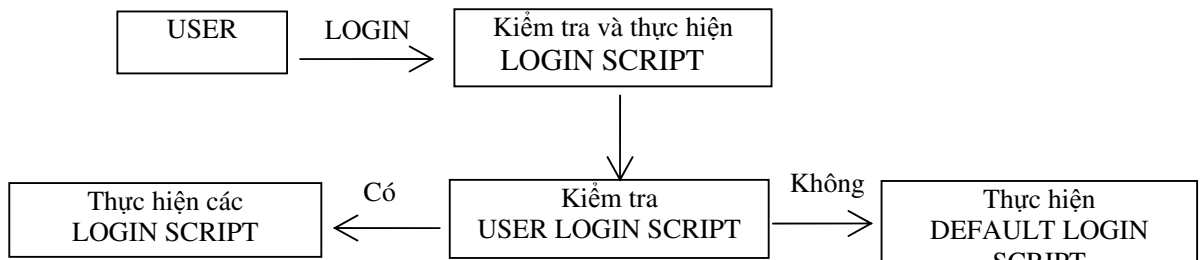 USER
LOGIN
Kiểm tra và thực hiện
LOGIN SCRIPT
Thực hiện các
LOGIN SCRIPT
Có
Kiểm tra
USER LOGIN SCRIPT
Không
Thực hiện
DEFAULT LOGIN
SCRIPT